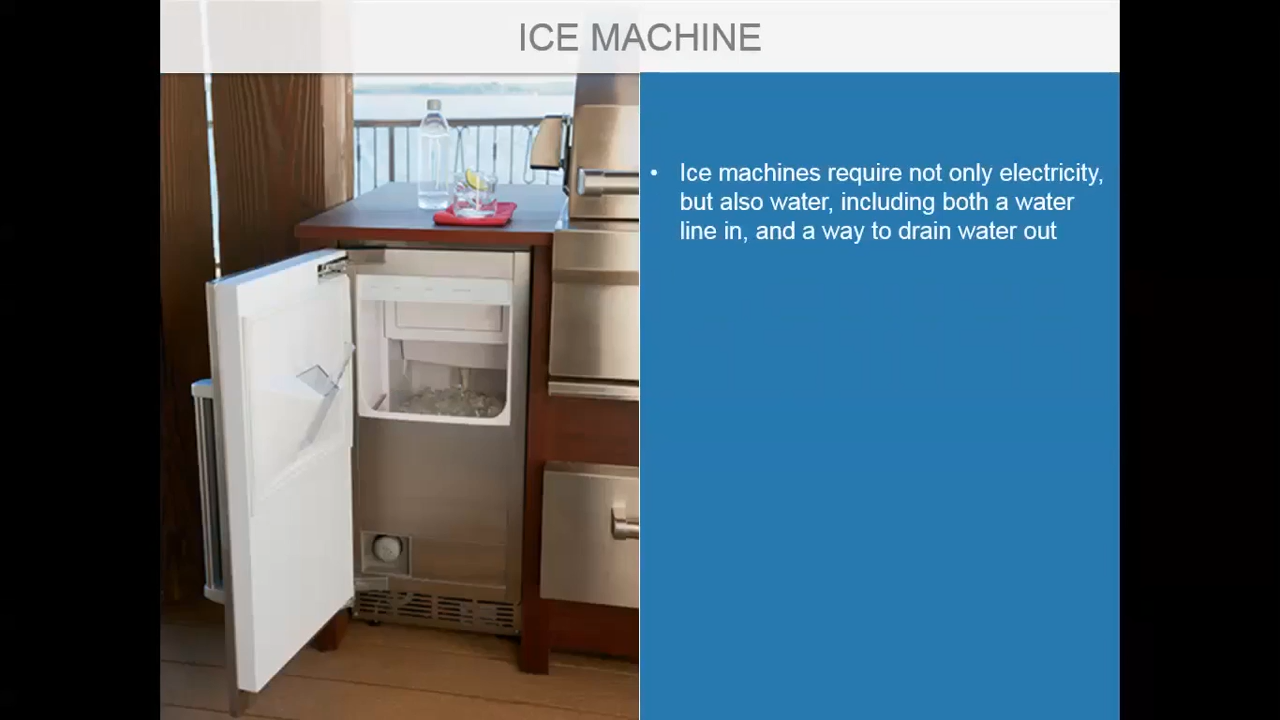 ICE MACHINE
• Ice machines require not only electricity,
but also water, including both a water
line in, and a way to drain water out